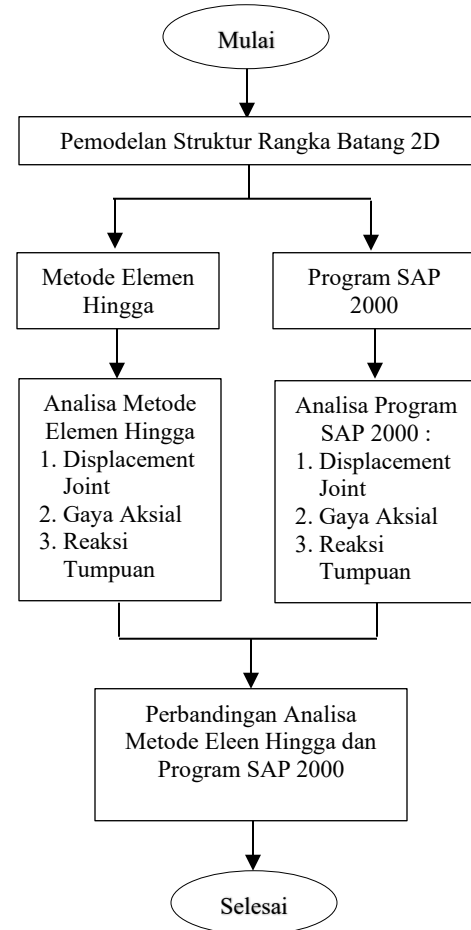 Mulai
Pemodelan Struktur Rangka Batang 2D
Metode Elemen
Hingga
Program SAP
2000
Analisa Metode
Elemen Hingga
1. Displacement
Joint
2. Gaya Aksial
3. Reaksi
Tumpuan
Analisa Program
SAP 2000 :
1. Displacement
Joint
2. Gaya Aksial
3. Reaksi
Tumpuan
Perbandingan Analisa
Metode Eleen Hingga dan
Program SAP 2000
Selesai